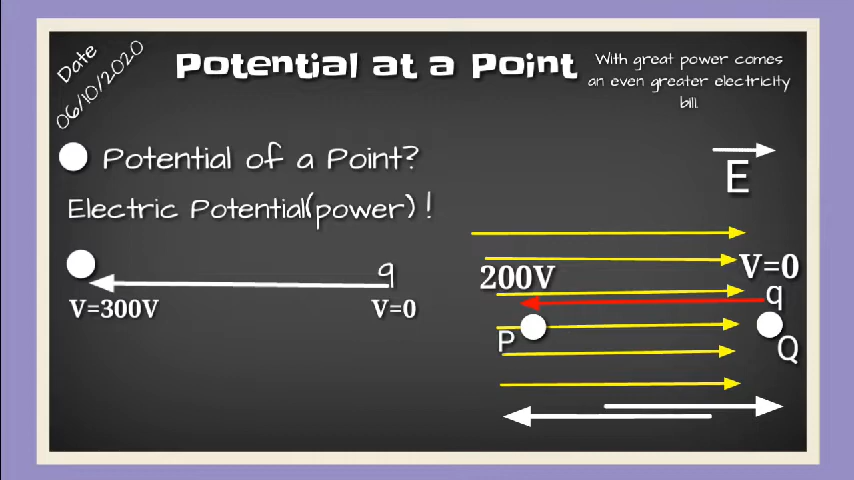 Date
06/10/2020
Potential at a Point
With great power comes
an even greater electricity
bill.
Potential of a Point?
E
Electric Potential(power) !
q
V=300V
V=0
200V
V=0
q
P
Q